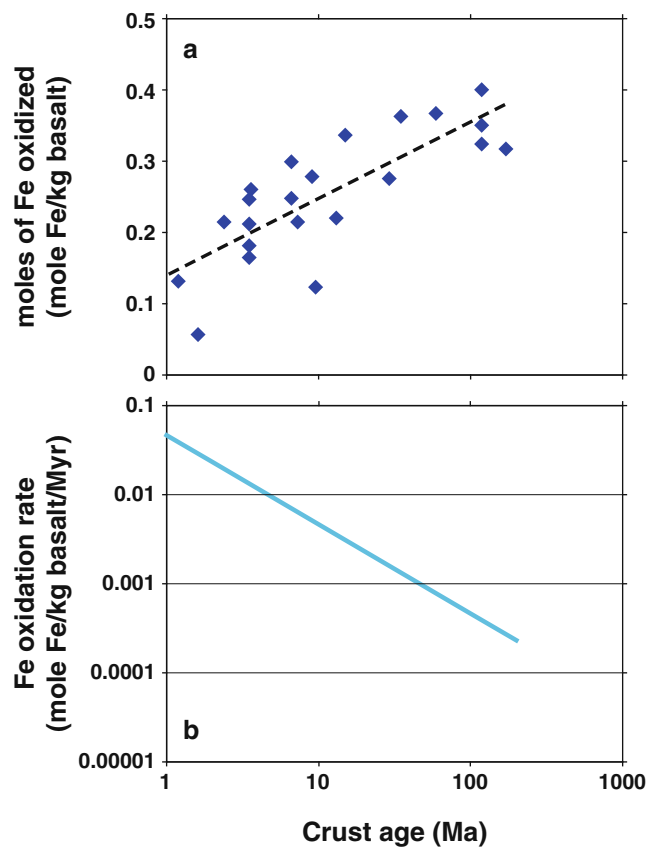 a
moles of Fe oxidized
(mole Fe/kg basalt)
0.5
0.4
0.3
0.2
0.1
0
b
Fe oxidation rate
(mole Fe/kg basalt/Myr)
0.1
0.01
0.001
0.0001
0.00001
1
10
100
1000
Crust age (Ma)